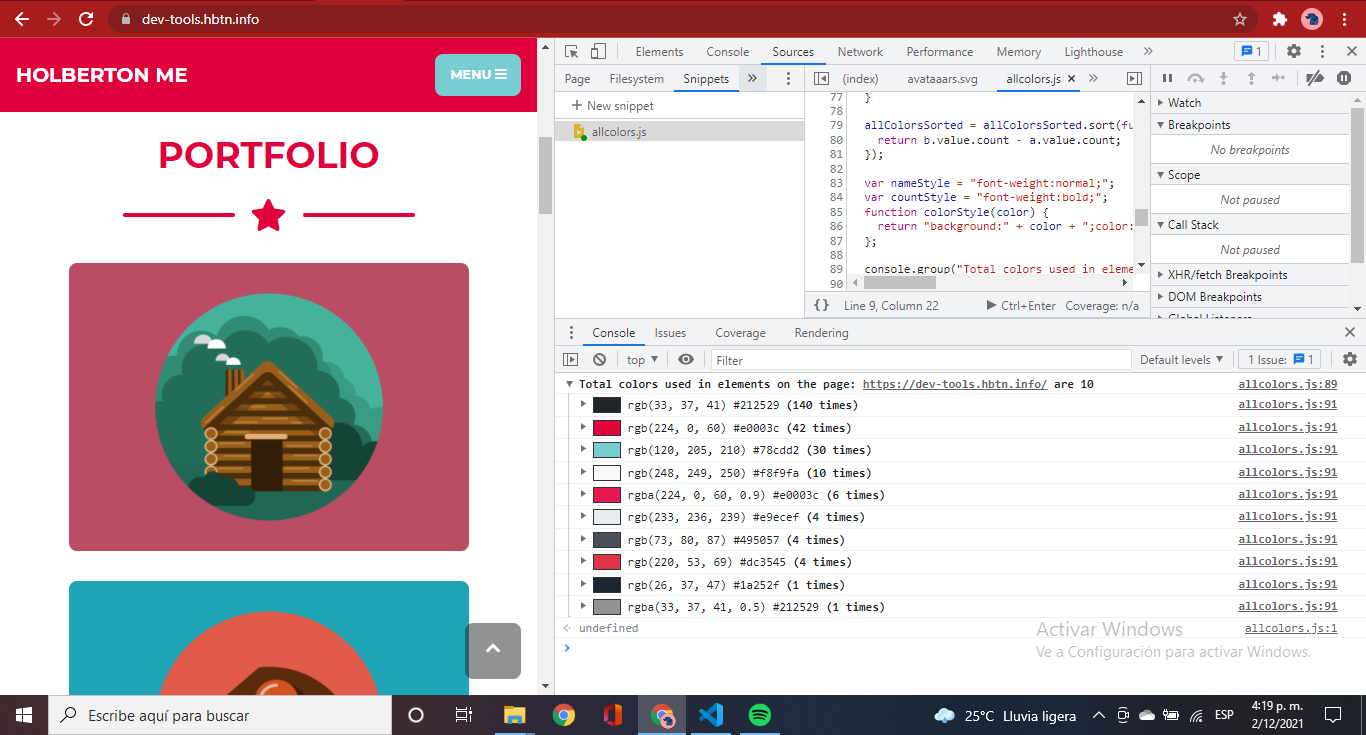 dev-tools.hbtn.info
HOLBERTON ME
MENU
PORTFOLIO
Elements Console Sources Network Performance Memory Lighthouse » 1
Page Filesystem Snippets »
(index) avataaars.svg allcolors.js × »
+ New snippet
allcolors.js
77 }
78
79 allColorsSorted = allColorsSorted.sort(fu
80 return b.value.count - a.value.count;
81 });
82
83 var nameStyle = "font-weight:normal;";
84 var countStyle = "font-weight:bold;";
85 function colorStyle(color) {
86 return "background:" + color + ";color:
87 };
88
89 console.group("Total colors used in eleme
90
{} Line 9, Column 22 Ctrl+Enter Coverage: n/a
Watch
Breakpoints
No breakpoints
Scope
Not paused
Call Stack
Not paused
XHR/fetch Breakpoints
DOM Breakpoints
Global Listeners
Console Issues Coverage Rendering
top Filter Default levels 1 Issue: 1
Total colors used in elements on the page: https://dev-tools.hbtn.info/ are 10 allcolors.js:89
rgb(33, 37, 41) #212529 (140 times) allcolors.js:91
rgb(224, 0, 60) #e0003c (42 times) allcolors.js:91
rgb(120, 205, 210) #78cdd2 (30 times) allcolors.js:91
rgb(248, 249, 250) #f8f9fa (10 times) allcolors.js:91
rgba(224, 0, 60, 0.9) #e0003c (6 times) allcolors.js:91
rgb(233, 236, 239) #e9ecef (4 times) allcolors.js:91
rgb(73, 80, 87) #495057 (4 times) allcolors.js:91
rgb(220, 53, 69) #dc3545 (4 times) allcolors.js:91
rgb(26, 37, 47) #1a252f (1 times) allcolors.js:91
rgba(33, 37, 41, 0.5) #212529 (1 times) allcolors.js:91
undefined allcolors.js:1
Activar Windows
Ve a Configuración para activar Windows.
Escribe aquí para buscar
25°C Lluvia ligera
ESP
4:19 p. m.
2/12/2021